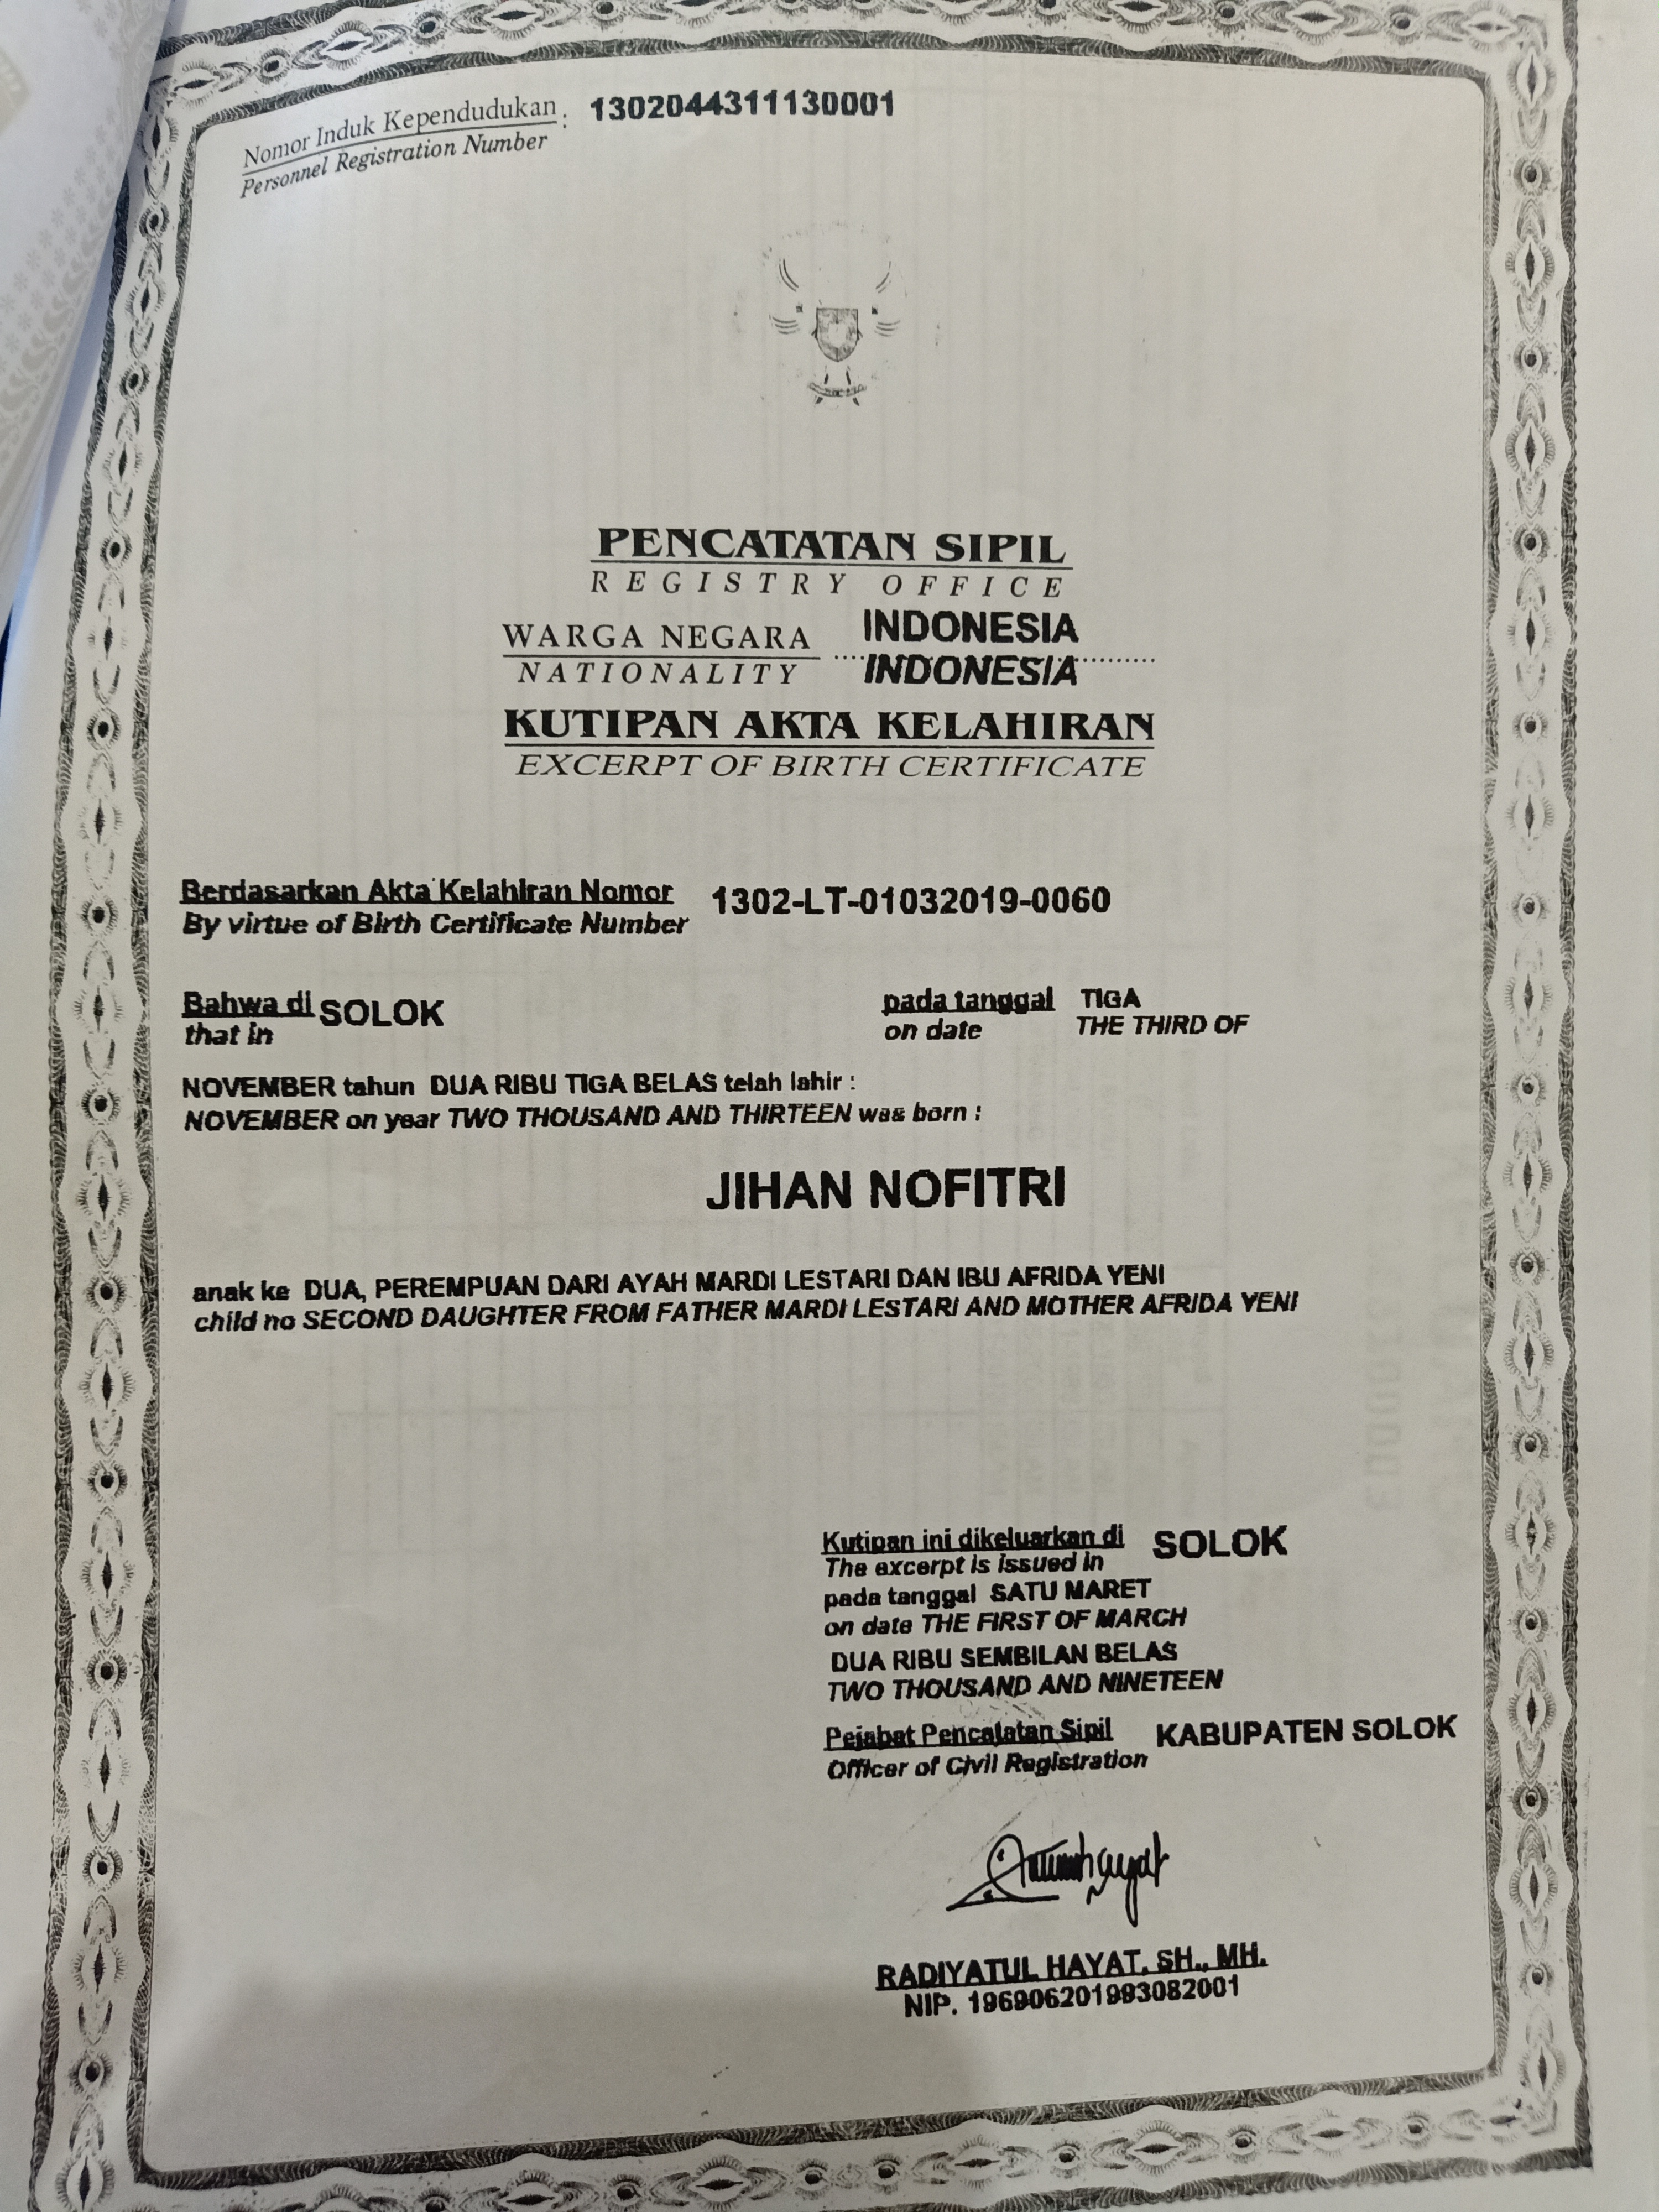 Nomor Induk Kependudukan : 1302044311130001
Personnel Registration Number
PENCATATAN SIPIL
REGISTRY OFFICE
WARGA NEGARA INDONESIA
NATIONALITY INDONESIA
KUTIPAN AKTA KELAHIRAN
EXCERPT OF BIRTH CERTIFICATE
Berdasarkan Akta Kelahiran Nomor 1302-LT-01032019-0060
By virtue of Birth Certificate Number
Bahwa di SOLOK pada tanggal TIGA
that in on date THE THIRD OF
NOVEMBER tahun DUA RIBU TIGA BELAS telah lahir :
NOVEMBER on year TWO THOUSAND AND THIRTEEN was born :
JIHAN NOFITRI
anak ke DUA, PEREMPUAN DARI AYAH MARDI LESTARI DAN IBU AFRIDA YENI
child no SECOND DAUGHTER FROM FATHER MARDI LESTARI AND MOTHER AFRIDA YENI
Kutipan ini dikeluarkan di SOLOK
The excerpt is issued in
pada tanggal SATU MARET
on date THE FIRST OF MARCH
DUA RIBU SEMBILAN BELAS
TWO THOUSAND AND NINETEEN
Pejabat Pencatatan Sipil KABUPATEN SOLOK
Officer of Civil Registration
RADIYATUL HAYAT, SH., MH.
NIP. 196906201993082001